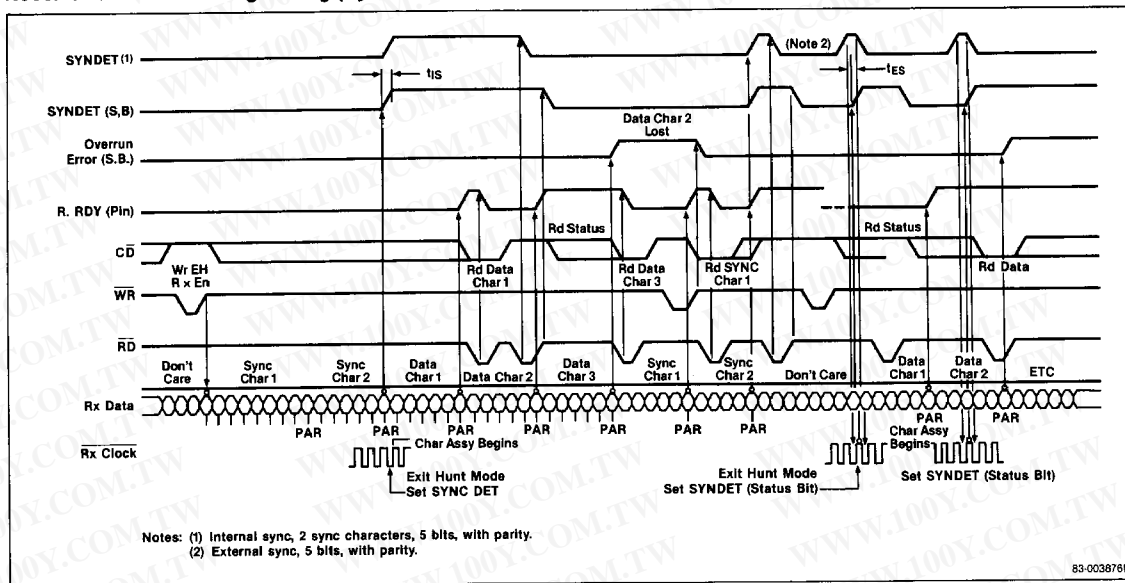 SYNDET (1)
tIS
(Note 2)
tES
SYNDET (S,B)
Data Char 2
Lost
Overrun
Error (S.B.)
R. RDY (Pin)
Rd Status
Rd Status
CD
Wr EH
R x En
Rd Data
Char 1
Rd Data
Char 3
Rd SYNC
Char 1
Rd Data
WR
RD
Don't
Care
Sync
Char 1
Sync
Char 2
Data
Char 1
Data Char 2
Data
Char 3
Sync
Char 1
Sync
Char 2
Don't Care
Data
Char 1
Data
Char 2
ETC
Rx Data
PAR PAR PAR PAR PAR PAR PAR PAR PAR
Rx Clock
Char Assy Begins
Char Assy
Begins
Exit Hunt Mode
Set SYNC DET
Exit Hunt Mode
Set SYNDET (Status Bit)
Set SYNDET (Status Bit)
Notes: (1) Internal sync, 2 sync characters, 5 bits, with parity.
(2) External sync, 5 bits, with parity.
WWW.100Y.COM.TW